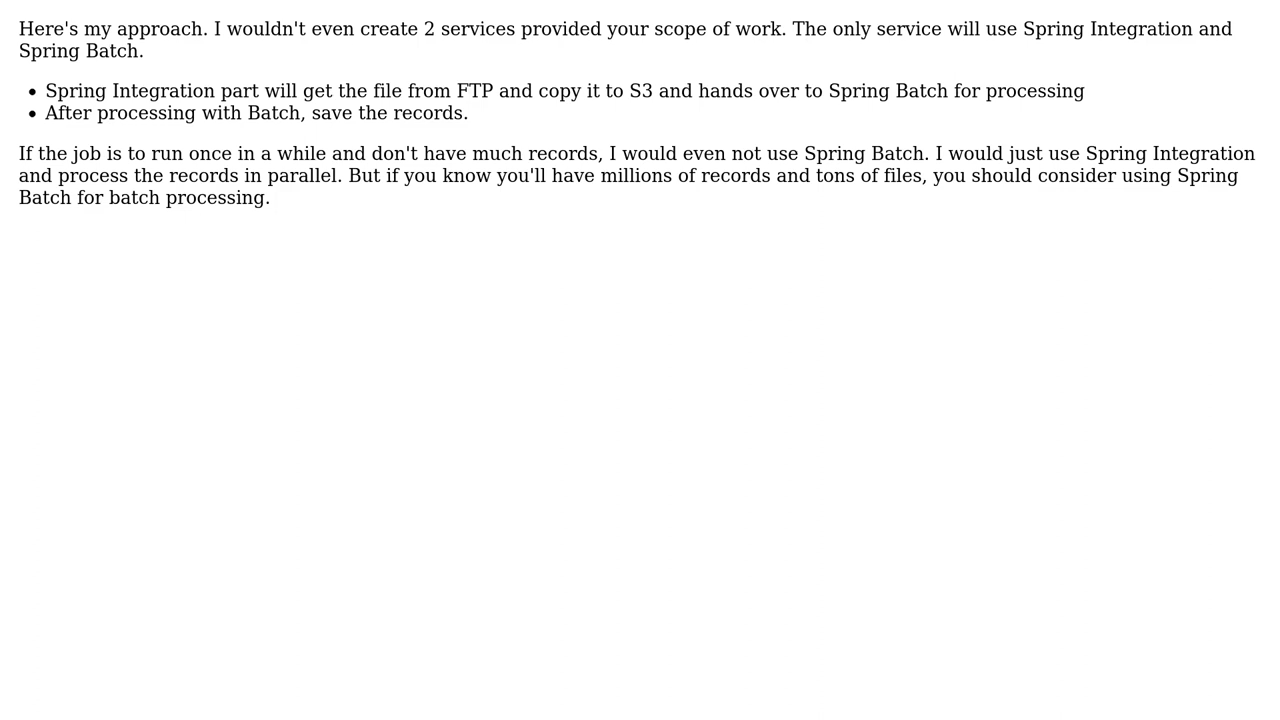 Here's my approach. I wouldn't even create 2 services provided your scope of work. The only service will use Spring Integration and
Spring Batch.
• Spring Integration part will get the file from FTP and copy it to S3 and hands over to Spring Batch for processing
• After processing with Batch, save the records.
If the job is to run once in a while and don't have much records, I would even not use Spring Batch. I would just use Spring Integration
and process the records in parallel. But if you know you'll have millions of records and tons of files, you should consider using Spring
Batch for batch processing.